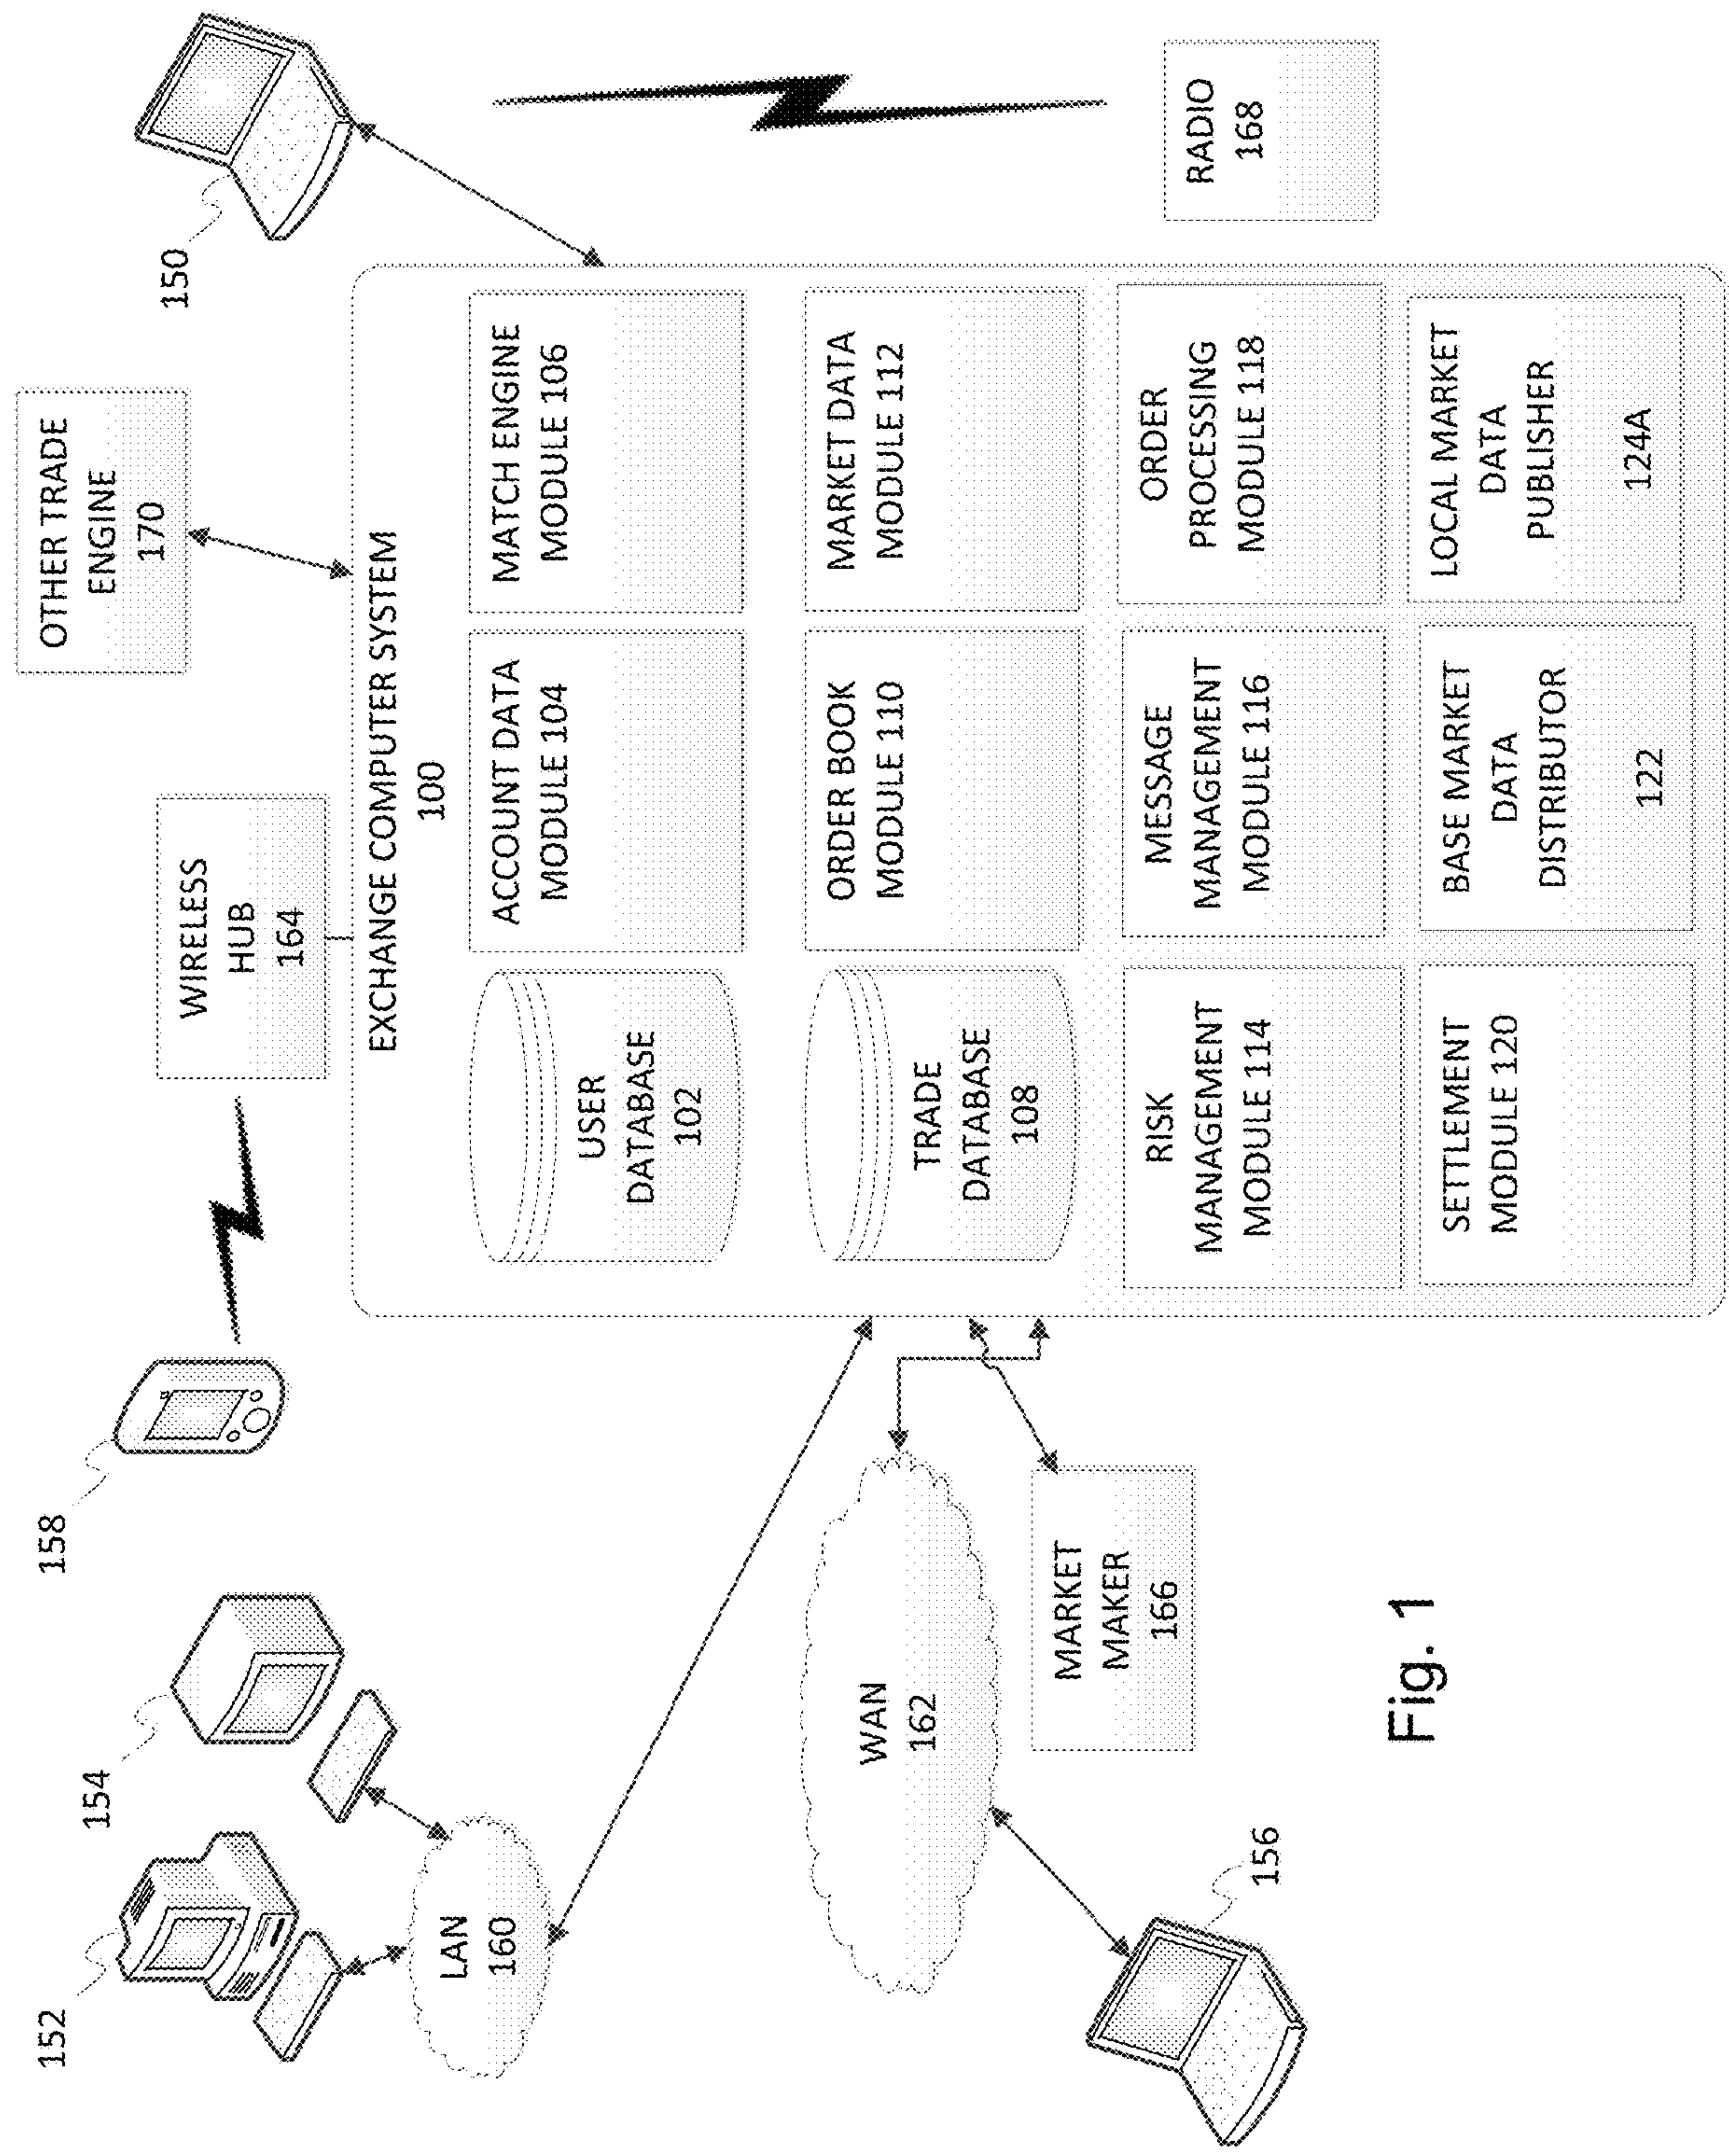 152
154
158
WIRELESS
HUB
164
OTHER TRADE
ENGINE
170
150
LAN
160
EXCHANGE COMPUTER SYSTEM
100
USER
DATABASE
102
ACCOUNT DATA
MODULE 104
MATCH ENGINE
MODULE 106
WAN
162
TRADE
DATABASE
108
ORDER BOOK
MODULE 110
MARKET DATA
MODULE 112
MARKET
MAKER
166
RISK
MANAGEMENT
MODULE 114
MESSAGE
MANAGEMENT
MODULE 116
ORDER
PROCESSING
MODULE 118
RADIO
168
156
SETTLEMENT
MODULE 120
BASE MARKET
DATA
DISTRIBUTOR
122
LOCAL MARKET
DATA
PUBLISHER
124A
Fig. 1